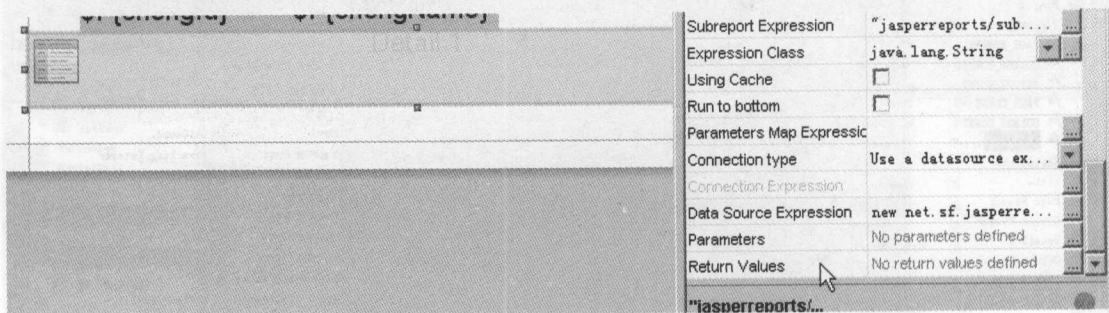 Subreport Expression "jasperreports/sub....
Expression Class java.lang.String
Using Cache
Run to bottom
Parameters Map Expressic
Connection type Use a datasource ex...
Connection Expression
Data Source Expression new net.sf.jasperre...
Parameters No parameters defined
Return Values No return values defined
"jasperreports/...